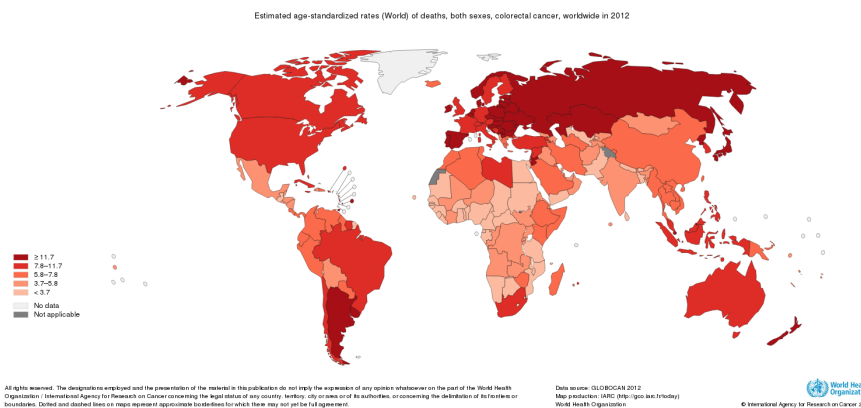 Estimated age-standardized rates (World) of deaths, both sexes, colorectal cancer, worldwide in 2012
≥ 11.7
7.8–11.7
5.8–7.8
3.7–5.8
< 3.7
No data
Not applicable
All rights reserved. The designations employed and the presentation of the material in this publication do not imply the expression of any opinion whatsoever on the part of the World Health
Organization / International Agency for Research on Cancer concerning the legal status of any country, territory, city or area or of its authorities, or concerning the delimitation of its frontiers or
boundaries. Dotted and dashed lines on maps represent approximate borderlines for which there may not yet be full agreement.
Data source: GLOBOCAN 2012
Map production: IARC (http://gco.iarc.fr/today)
World Health Organization
World Hea
Organizat
© International Agency for Research on Cancer